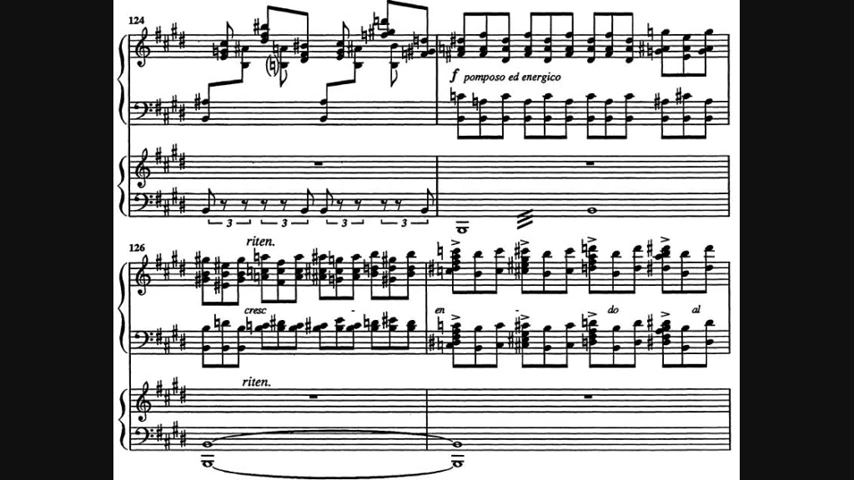 124
f pomposo ed energico
3 3 3 3
126
riten.
cresc - en - do al
riten.